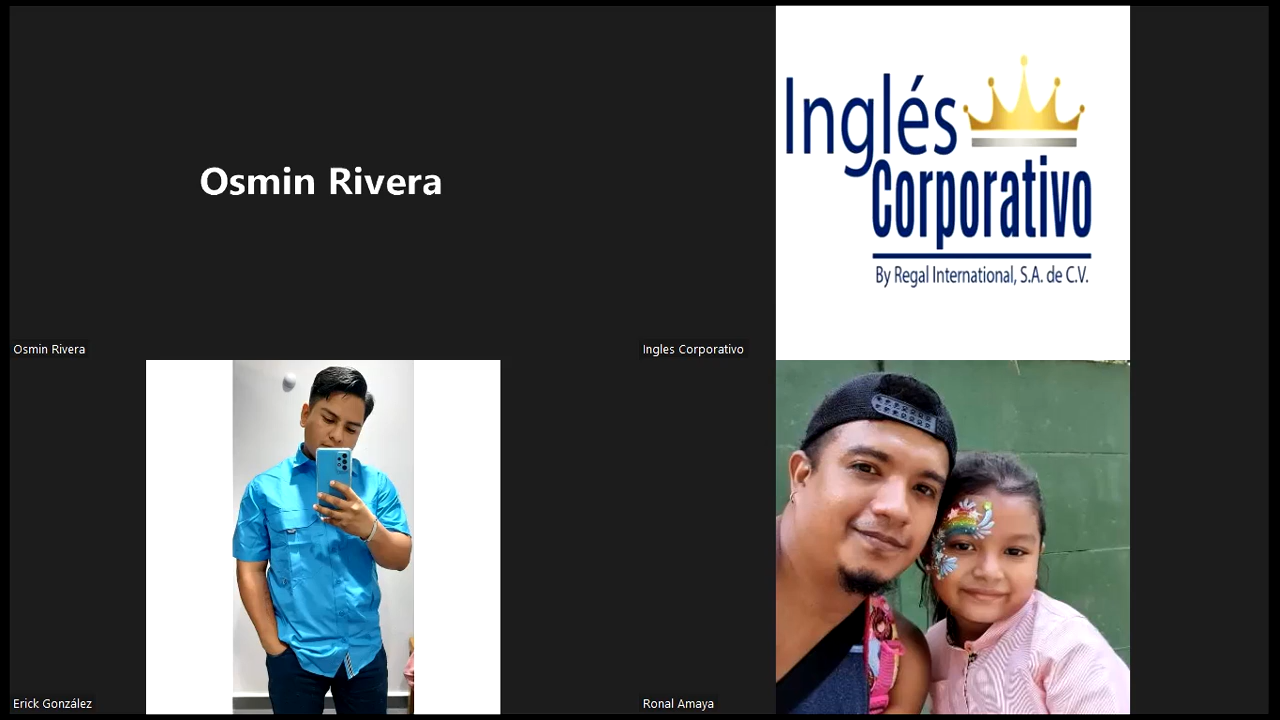 Osmin Rivera
Inglés
Corporativo
By Regal International, S.A. de C.V.
Osmin Rivera
Ingles Corporativo
Erick González
Ronal Amaya